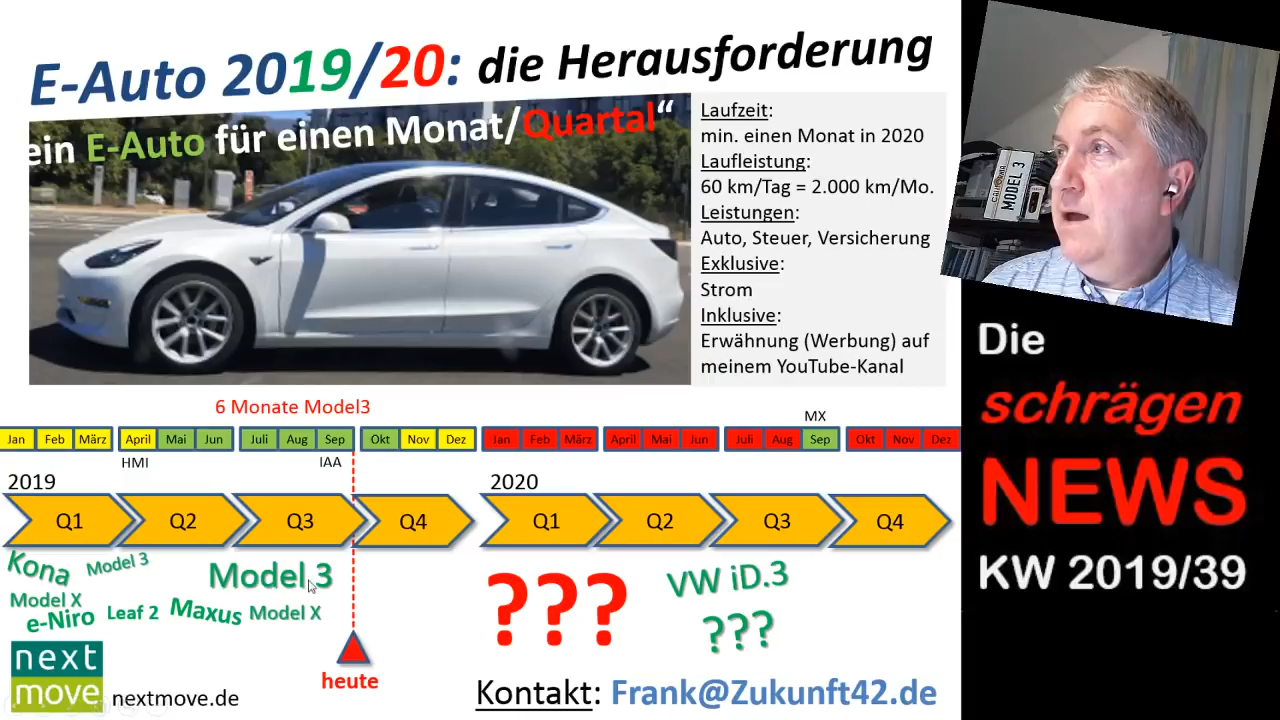 E-Auto 2019/20: die Herausforderung
ein E-Auto für einen Monat/Quartal“
Laufzeit:
min. einen Monat in 2020
Laufleistung:
60 km/Tag = 2.000 km/Mo.
Leistungen:
Auto, Steuer, Versicherung
Exklusive:
Strom
Inklusive:
Erwähnung (Werbung) auf
meinem YouTube-Kanal
MODEL 3
Die
schrägen
NEWS
KW 2019/39
6 Monate Model3
MX
Jan Feb März April Mai Jun Juli Aug Sep Okt Nov Dez Jan Feb März April Mai Jun Juli Aug Sep Okt Nov Dez
HMI IAA
2019 2020
Q1 Q2 Q3 Q4 Q1 Q2 Q3 Q4
Kona Model 3 Model 3
Model X
e-Niro Leaf 2 Maxus Model X
??? VW iD.3
???
heute
next
move nextmove.de
Kontakt: Frank@Zukunft42.de